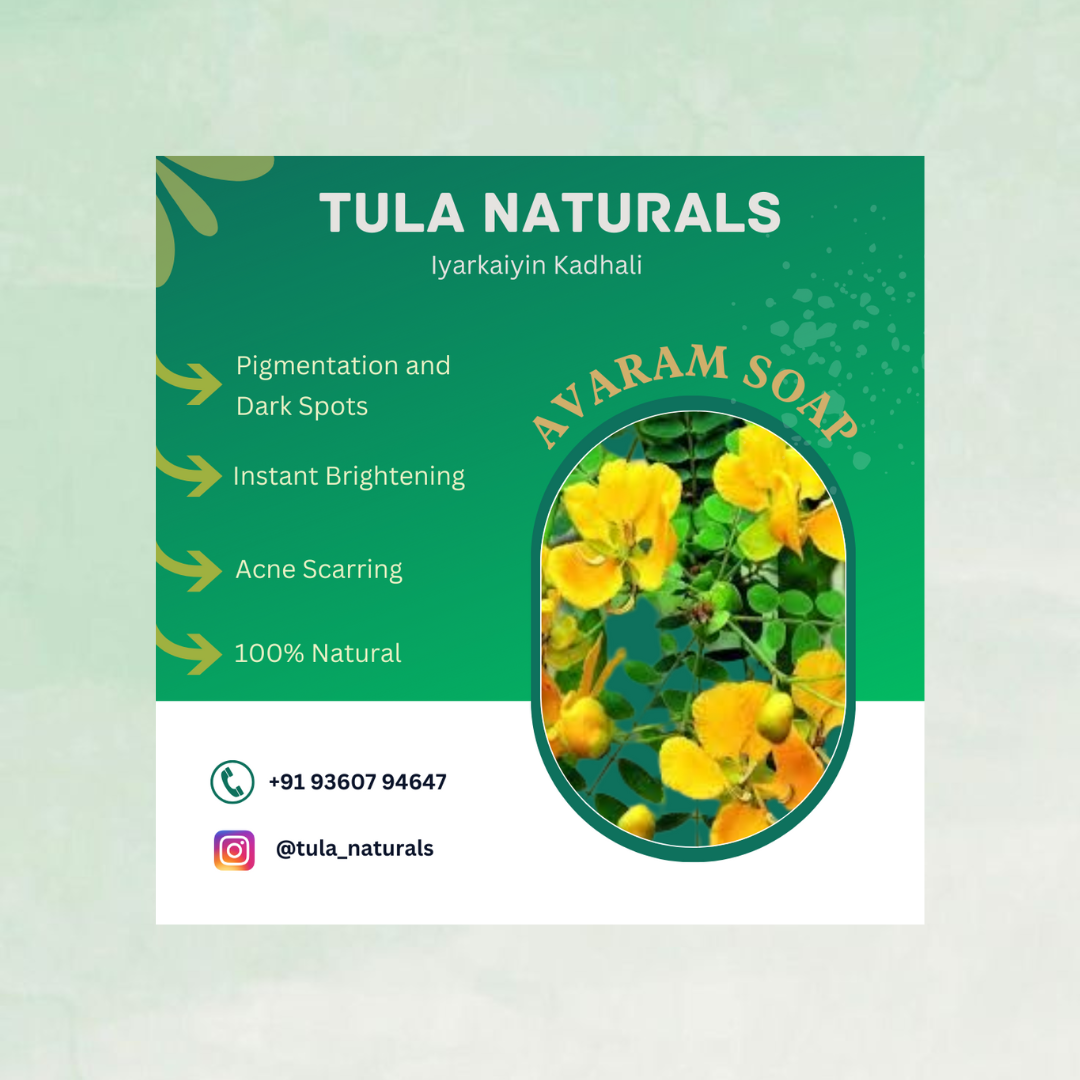 TULA NATURALS
Iyarkaiyin Kadhali
Pigmentation and
Dark Spots
Instant Brightening
Acne Scarring
100% Natural
AVARAM SOAP
+91 93607 94647
@tula_naturals